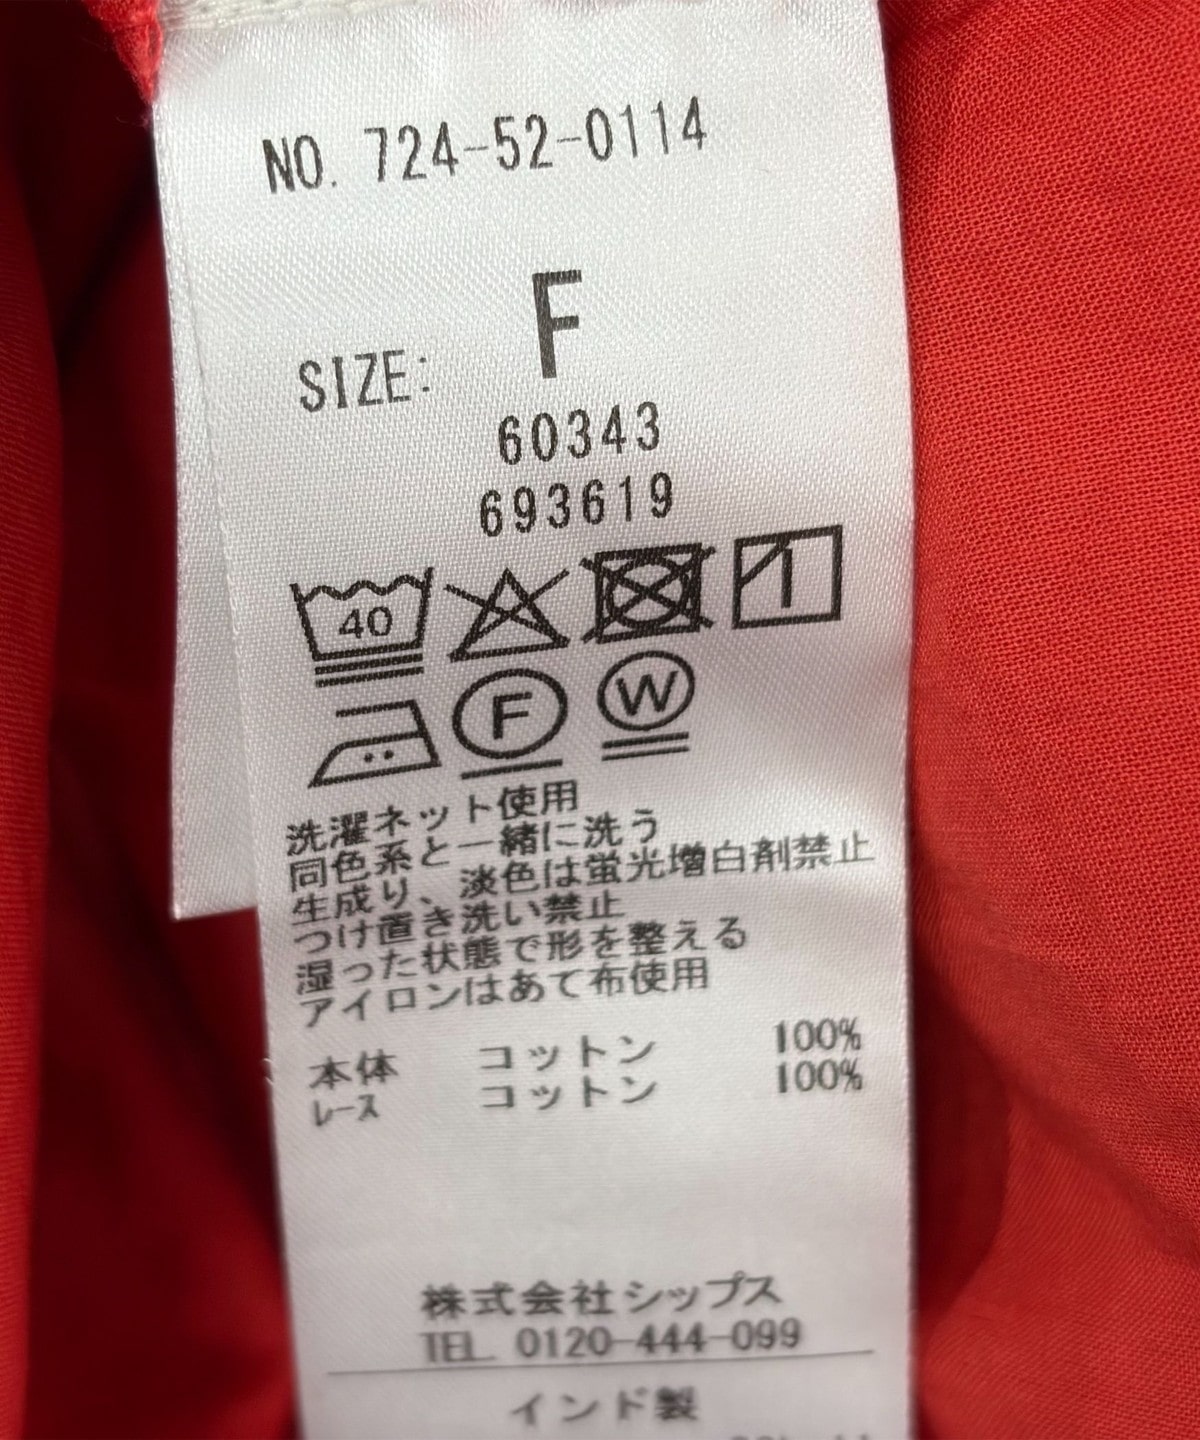 NO. 724-52-0114
SIZE: F
60343
693619
40
F W
洗濯ネット使用
同色系と一緒に洗う
生成り、淡色は蛍光増白剤禁止
つけ置き洗い禁止
湿った状態で形を整える
アイロンはあて布使用
本体 コットン 100%
レース コットン 100%
株式会社シップス
TEL 0120-444-099
インド製